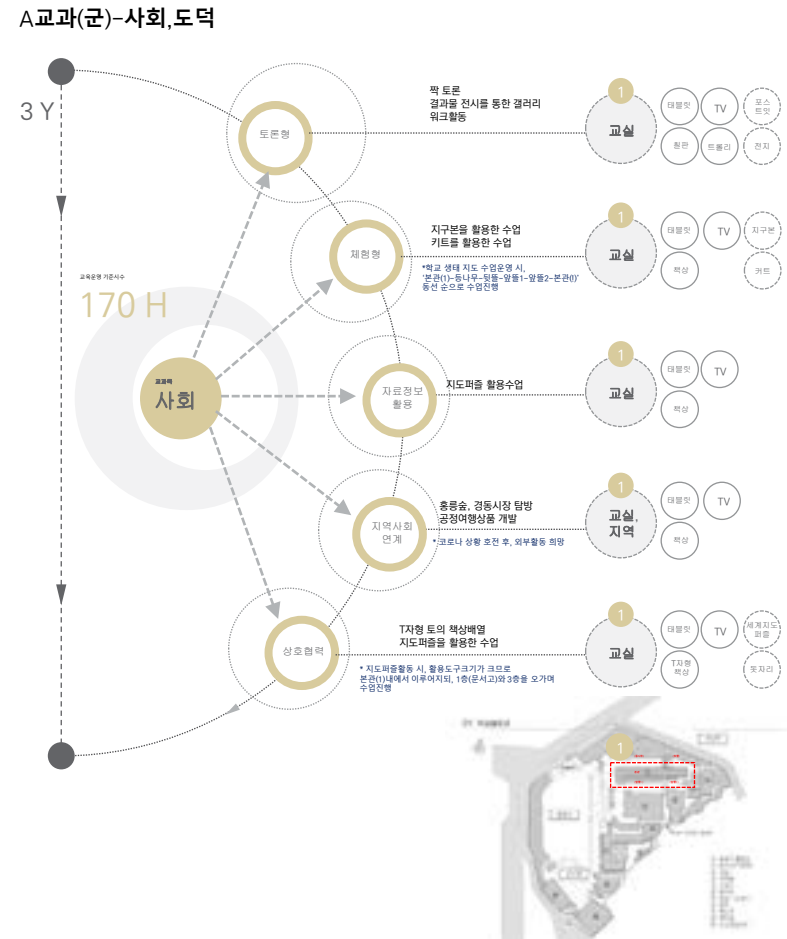 A교과(군)-사회,도덕
3 Y
교육운영 기준시수
170 H
교과목
사회
토론형
짝 토론
결과물 전시를 통한 갤러리
워크활동
1
교실
태블릿
TV
포스
트잇
칠판
트롤리
전지
체험형
지구본을 활용한 수업
키트를 활용한 수업
*학교 생태 지도 수업운영 시,
'본관(1)-등나무-뒷뜰-앞뜰1-앞뜰2-본관(1)'
동선 순으로 수업진행
1
교실
태블릿
TV
지구본
책상
키트
자료정보
활용
지도퍼즐 활용수업
1
교실
태블릿
TV
책상
지역사회
연계
홍릉숲, 경동시장 탐방
공정여행상품 개발
* 코로나 상황 호전 후, 외부활동 희망
1
교실,
지역
태블릿
TV
책상
상호협력
T자형 토의 책상배열
지도퍼즐을 활용한 수업
* 지도퍼즐활동 시, 활용도구크기가 크므로
본관(1)내에서 이루어지되, 1층(문서고)와 3층을 오가며
수업진행
1
교실
태블릿
TV
세계지도
퍼즐
T자형
책상
돗자리
1